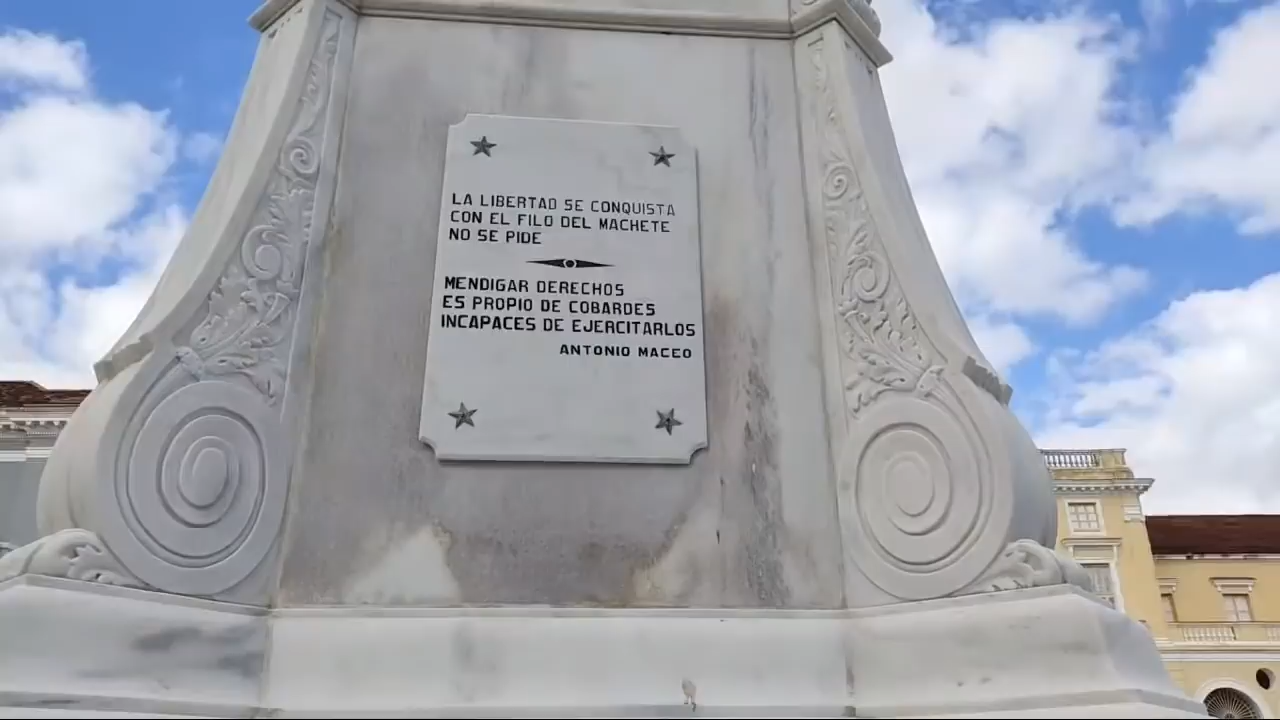 LA LIBERTAD SE CONQUISTA
CON EL FILO DEL MACHETE
NO SE PIDE
MENDIGAR DERECHOS
ES PROPIO DE COBARDES
INCAPACES DE EJERCITARLOS
ANTONIO MACEO